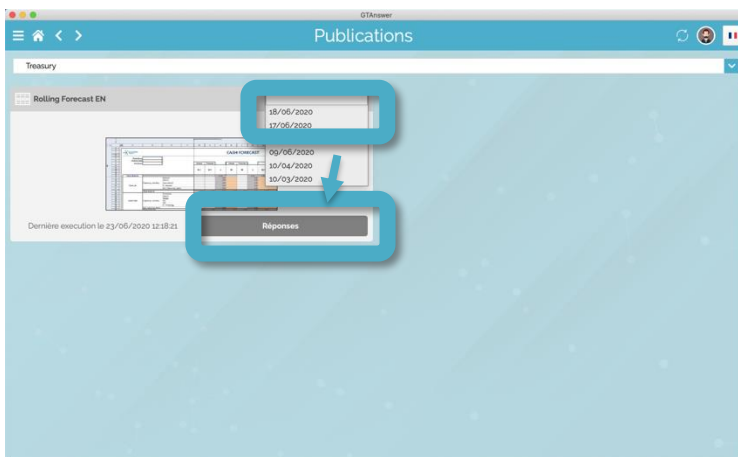 GTAnswer
Publications
Treasury
Rolling Forecast EN
18/06/2020
17/06/2020
09/06/2020
10/04/2020
10/03/2020
CASH FORECAST
Dernière execution le 23/06/2020 12:18:21
Réponses